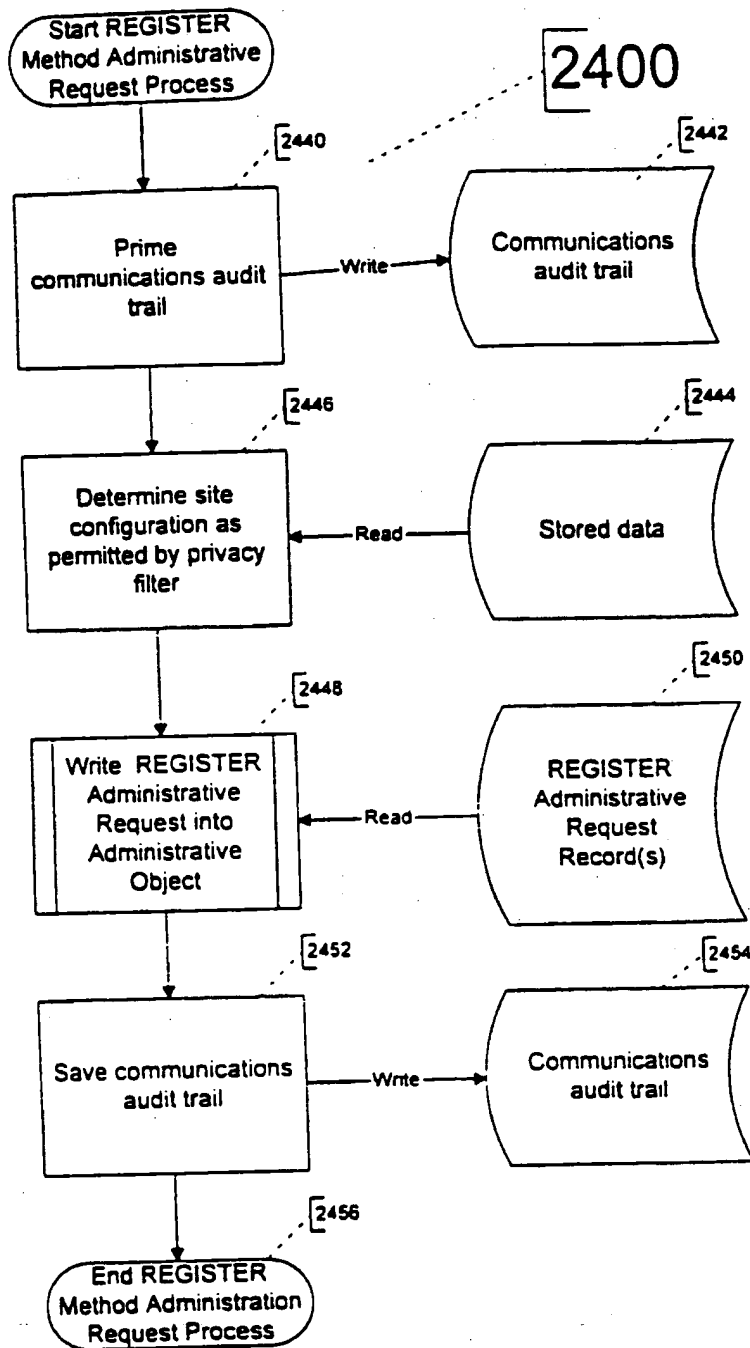 Start REGISTER
Method Administrative
Request Process
2400
2440
2442
Prime
communications audit
trail
Write
Communications
audit trail
2446
2444
Determine site
configuration as
permitted by privacy
filter
Read
Stored data
2448
2450
Write REGISTER
Administrative
Request into
Administrative
Object
Read
REGISTER
Administrative
Request
Record(s)
2452
2454
Save communications
audit trail
Write
Communications
audit trail
2456
End REGISTER
Method Administration
Request Process